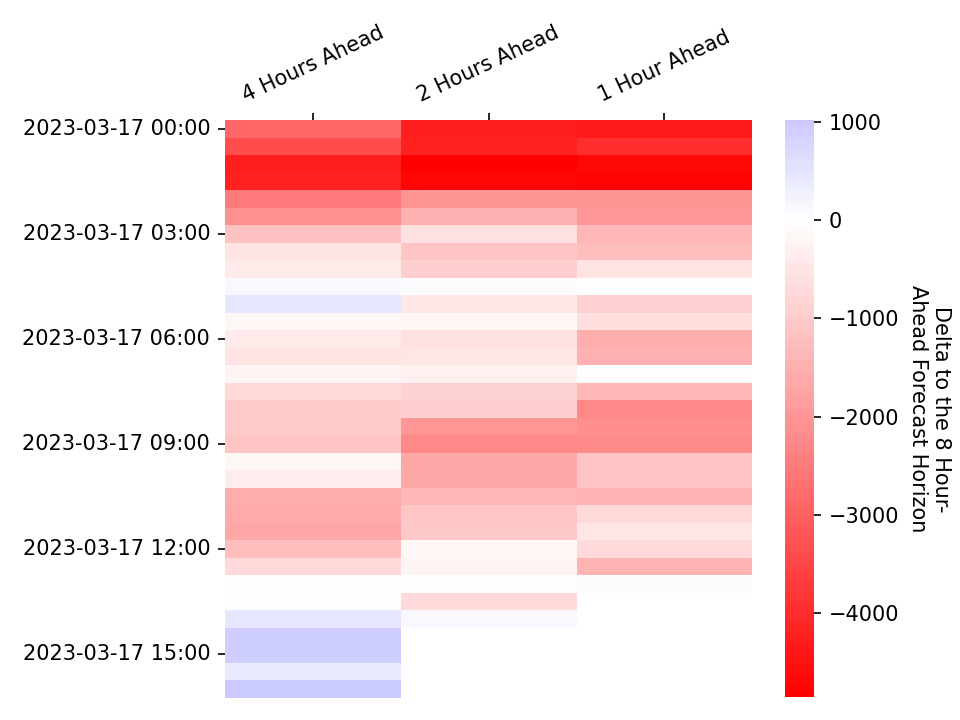 4 Hours Ahead
2 Hours Ahead
1 Hour Ahead
2023-03-17 00:00
2023-03-17 03:00
2023-03-17 06:00
2023-03-17 09:00
2023-03-17 12:00
2023-03-17 15:00
1000
0
−1000
−2000
−3000
−4000
Delta to the 8 Hour-
Ahead Forecast Horizon